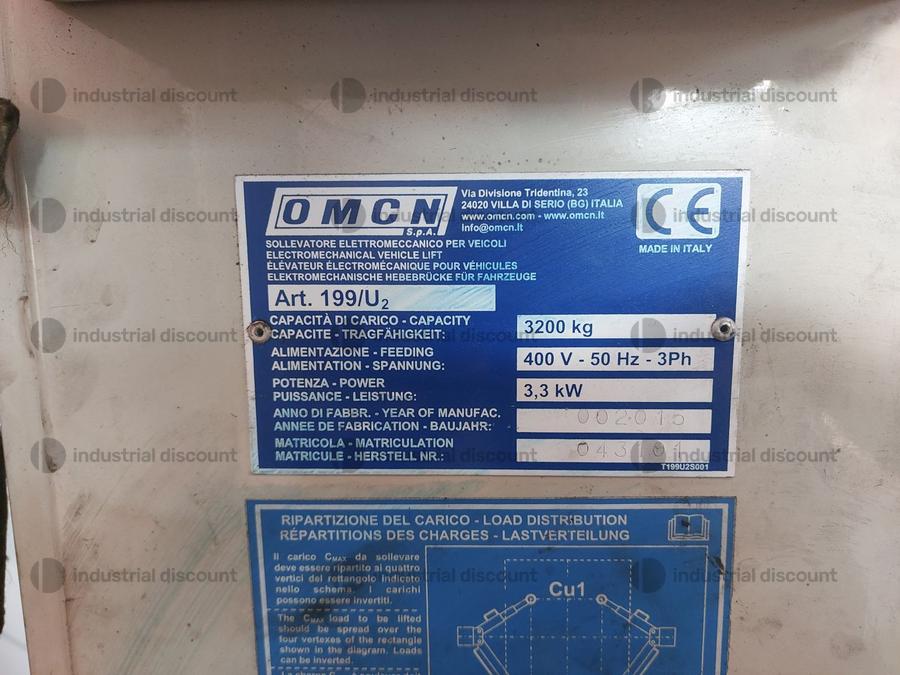 industrial discount industrial discount industrial discount
OMCN
S.p.A.
Via Divisione Tridentina, 23
24020 VILLA DI SERIO (BG) ITALIA
www.omcn.com - www.omcn.it
info@omcn.it
CE
MADE IN ITALY
industrial discount industrial discount industrial discount
SOLLEVATORE ELETTROMECCANICO PER VEICOLI
ELECTROMECHANICAL VEHICLE LIFT
ÉLÉVATEUR ÉLECTROMÉCANIQUE POUR VÉHICULES
ELEKTROMECHANISCHE HEBEBRÜCKE FÜR FAHRZEUGE
Art. 199/U2
CAPACITÀ DI CARICO - CAPACITY
CAPACITE - TRAGFÄHIGKEIT:
3200 kg
industrial discount industrial discount industrial discount
ALIMENTAZIONE - FEEDING
ALIMENTATION - SPANNUNG:
400 V - 50 Hz - 3Ph
POTENZA - POWER
PUISSANCE - LEISTUNG:
3,3 kW
ANNO DI FABBR. - YEAR OF MANUFAC.
ANNEE DE FABRICATION - BAUJAHR:
002015
MATRICOLA - MATRICULATION
MATRICULE - HERSTELL NR.:
T199U2S001
industrial discount industrial discount industrial discount
RIPARTIZIONE DEL CARICO - LOAD DISTRIBUTION
RÉPARTITIONS DES CHARGES - LASTVERTEILUNG
Il carico CMAX da sollevare
deve essere ripartito ai quattro
vertici del rettangolo indicato
nello schema. I carichi
possono essere invertiti.
industrial discount industrial discount industrial discount
Cu1
The CMAX load to be lifted
should be spread over the
four vertexes of the rectangle
shown in the diagram. Loads
can be inverted.